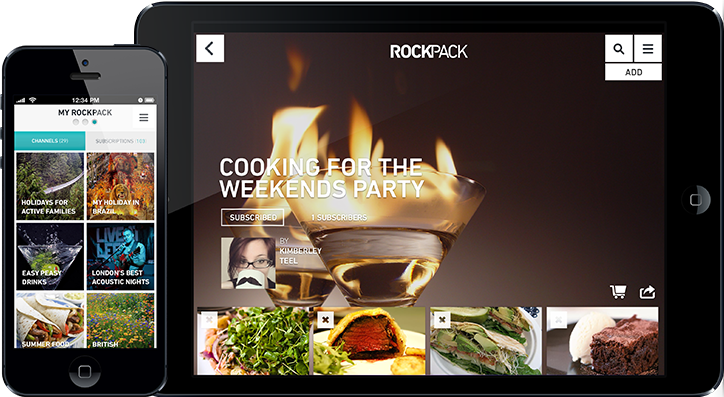 12:34 PM
MY ROCKPACK
CHANNELS (29)
SUBSCRIPTIONS (123)
HOLIDAYS FOR
ACTIVE FAMILIES
MY HOLIDAY IN
BRAZIL
EASY PEASY
DRINKS
LONDON'S BEST
ACOUSTIC NIGHTS
SUMMER FOOD
BRITISH
ROCKPACK
ADD
COOKING FOR THE
WEEKENDS PARTY
SUBSCRIBED
1 SUBSCRIBERS
BY
KIMBERLEY
TEEL